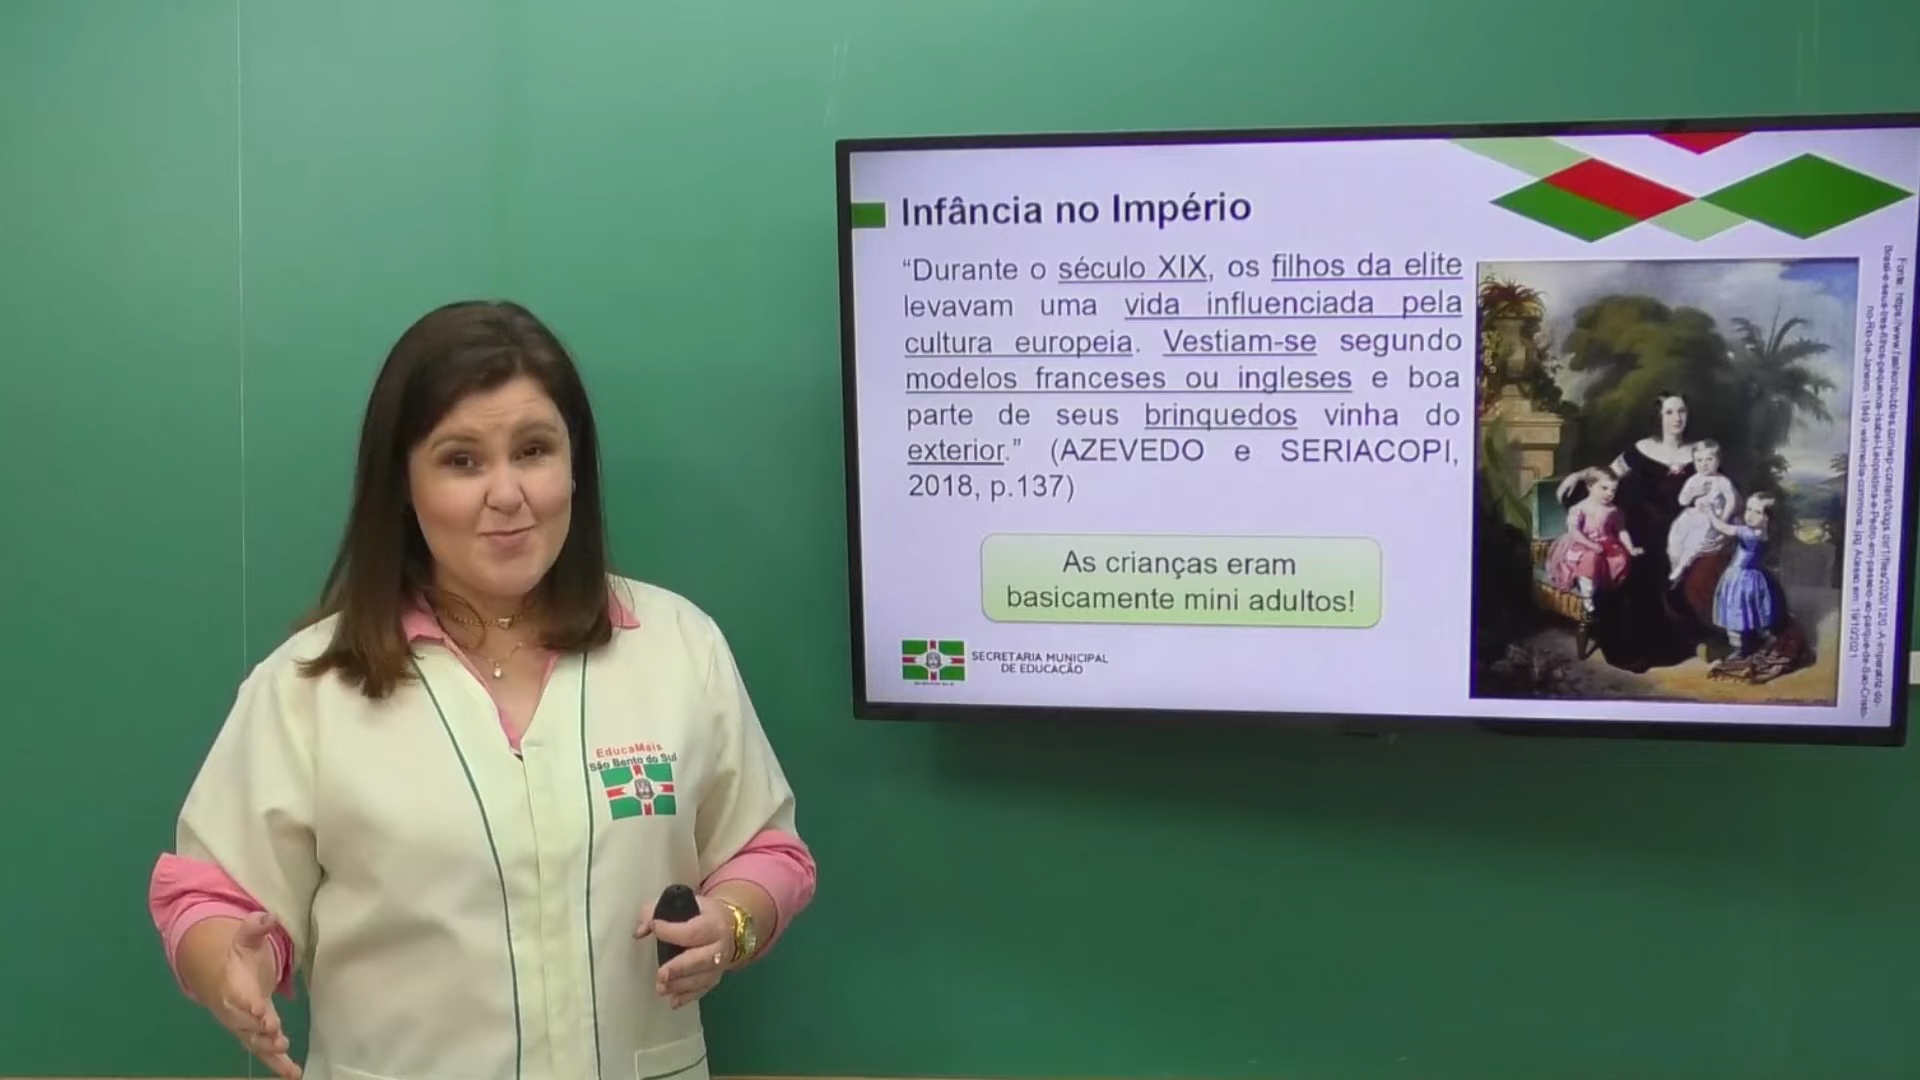 Infância no Império
“Durante o século XIX, os filhos da elite
levavam uma vida influenciada pela
cultura europeia. Vestiam-se segundo
modelos franceses ou ingleses e boa
parte de seus brinquedos vinha do
exterior.” (AZEVEDO e SERIACOPI,
2018, p.137)
As crianças eram
basicamente mini adultos!
SECRETARIA MUNICIPAL
DE EDUCAÇÃO
EducaMais
São Bento do Sul